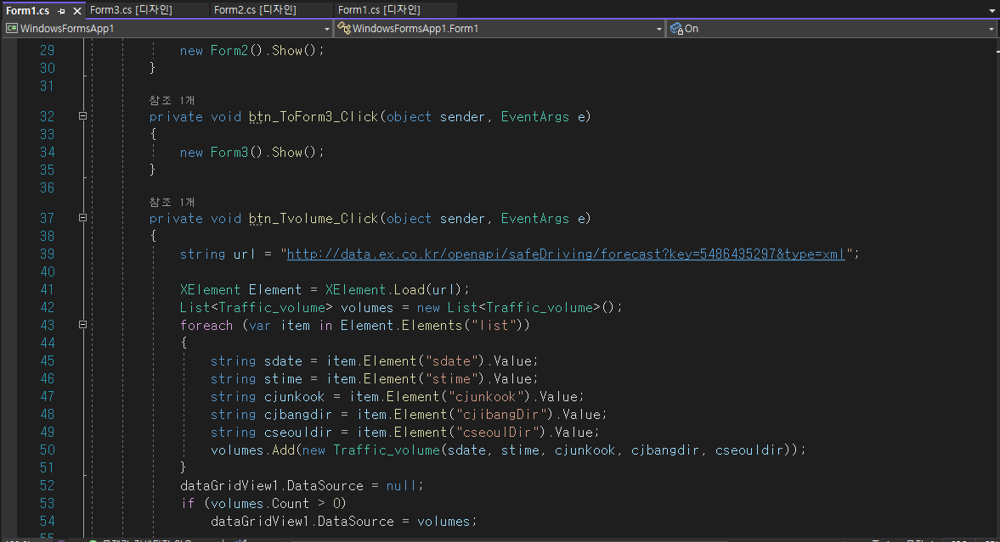 Form1.cs Form3.cs [디자인] Form2.cs [디자인] Form1.cs [디자인]
C# WindowsFormsApp1 WindowsFormsApp1.Form1 On
29 new Form2().Show();
30 }
31
참조 1개
32 private void btn_ToForm3_Click(object sender, EventArgs e)
33 {
34 new Form3().Show();
35 }
36
참조 1개
37 private void btn_Tvolume_Click(object sender, EventArgs e)
38 {
39 string url = "http://data.ex.co.kr/openapi/safeDriving/forecast?key=5486435297&type=xml";
40
41 XElement Element = XElement.Load(url);
42 List<Traffic_volume> volumes = new List<Traffic_volume>();
43 foreach (var item in Element.Elements("list"))
44 {
45 string sdate = item.Element("sdate").Value;
46 string stime = item.Element("stime").Value;
47 string cjunkook = item.Element("cjunkook").Value;
48 string cjbangdir = item.Element("cjibangDir").Value;
49 string cseouldir = item.Element("cseoulDir").Value;
50 volumes.Add(new Traffic_volume(sdate, stime, cjunkook, cjbangdir, cseouldir));
51 }
52 dataGridView1.DataSource = null;
53 if (volumes.Count > 0)
54 dataGridView1.DataSource = volumes;
55